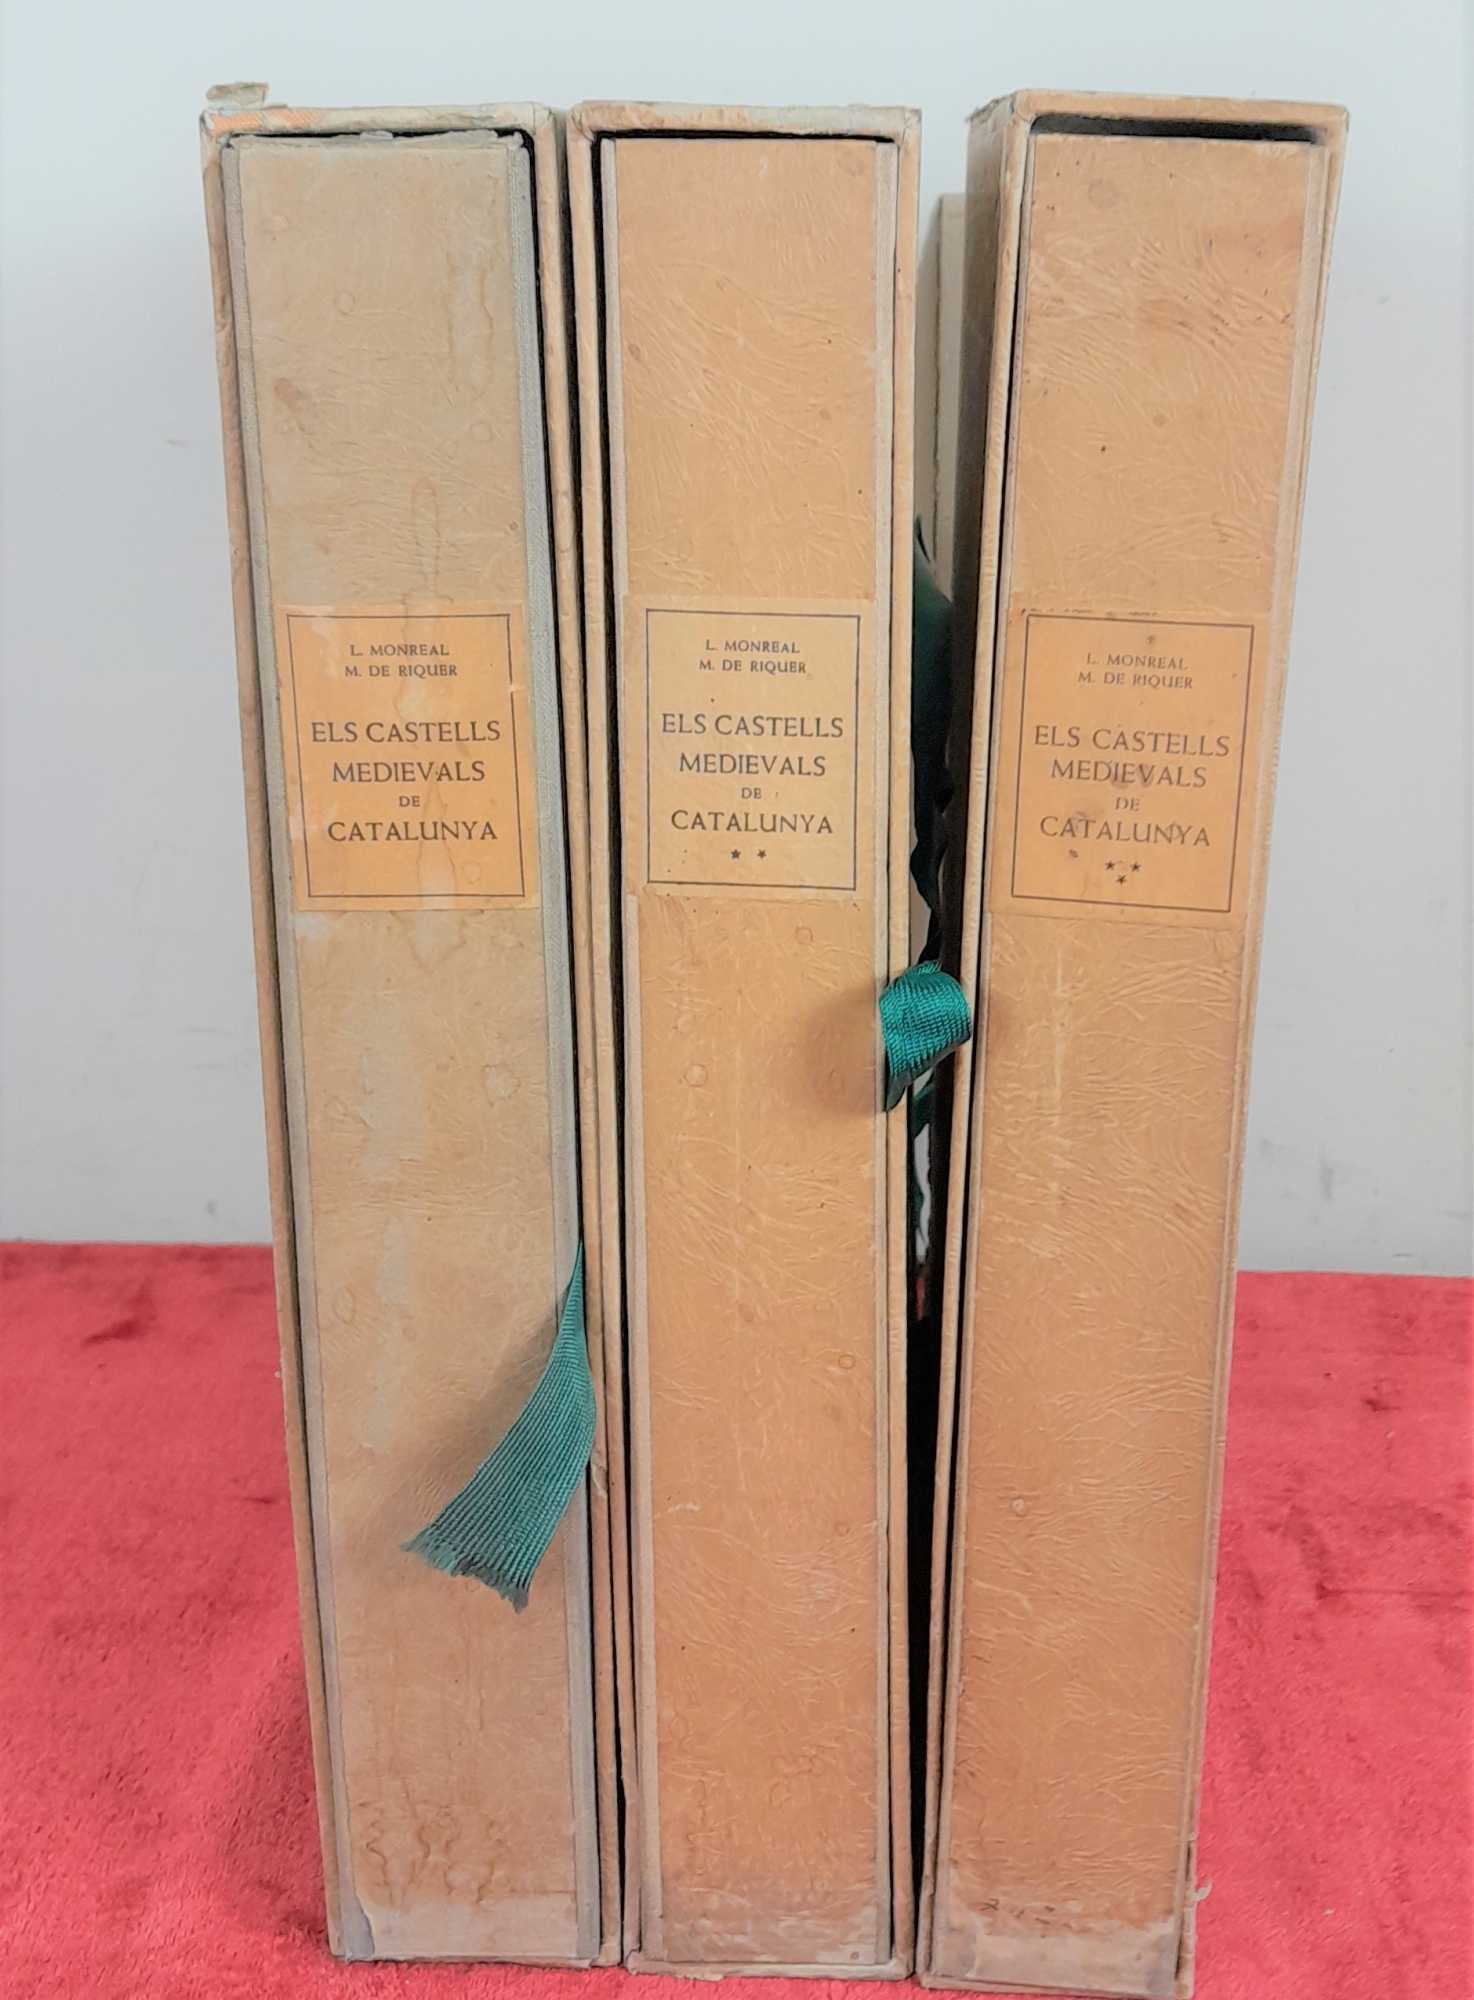 L. MONREAL
M. DE RIQUER
ELS CASTELLS
MEDIEVALS
DE
CATALUNYA
L. MONREAL
M. DE RIQUER
ELS CASTELLS
MEDIEVALS
DE
CATALUNYA
★ ★
L. MONREAL
M. DE RIQUER
ELS CASTELLS
MEDIEVALS
DE
CATALUNYA
★ ★
★